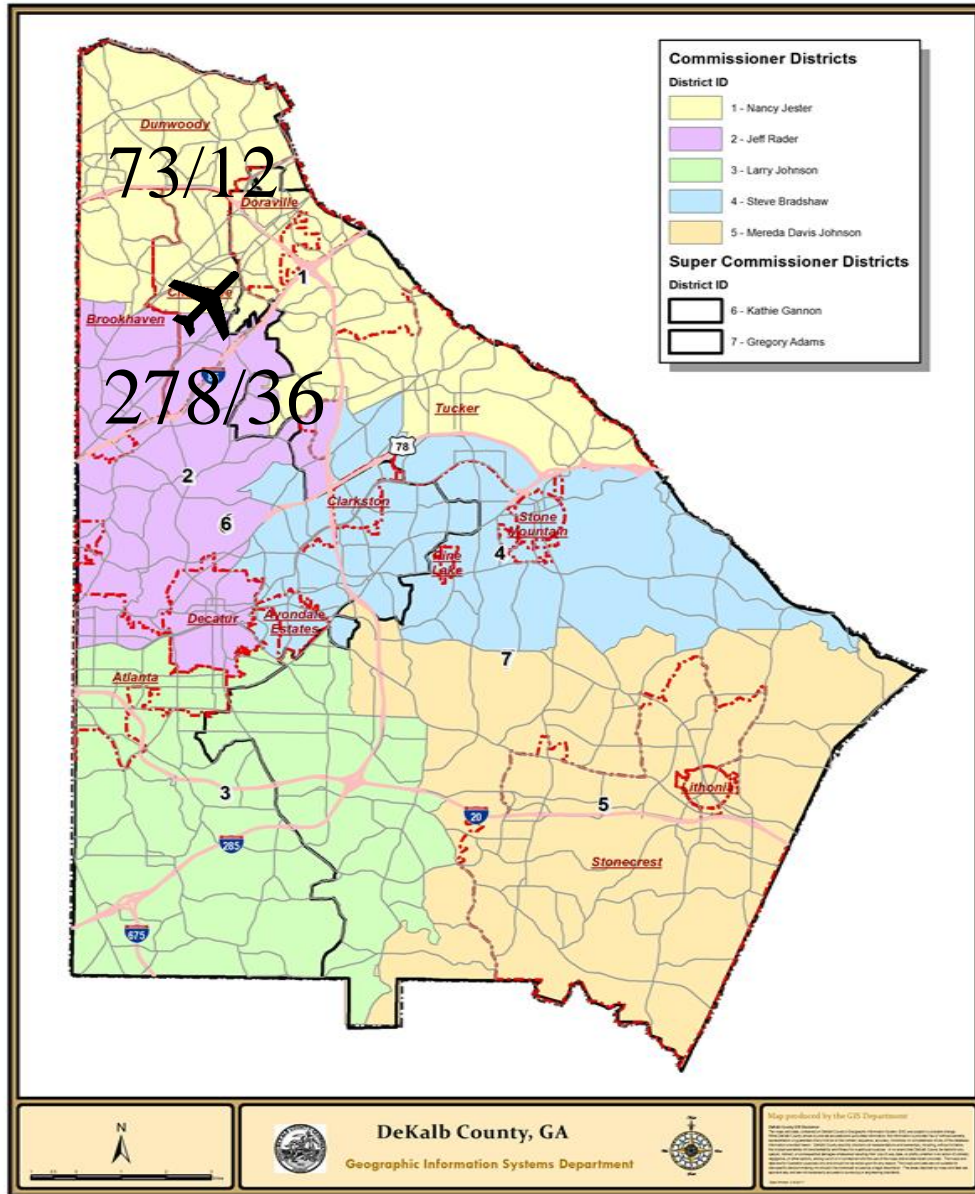 Commissioner Districts
District ID
1 - Nancy Jester
2 - Jeff Rader
3 - Larry Johnson
4 - Steve Bradshaw
5 - Mereda Davis Johnson
Super Commissioner Districts
District ID
6 - Kathie Gannon
7 - Gregory Adams
Dunwoody
73/12
Doraville
1
Brookhaven
278/36
Tucker
78
2
Clarkston
6
Stone
Mountain
4
Pine
Lake
Decatur
Avondale
Estates
7
Atlanta
3
5
Lithonia
20
285
Stonecrest
675
N
DeKalb County, GA
Geographic Information Systems Department
Map produced by the GIS Department